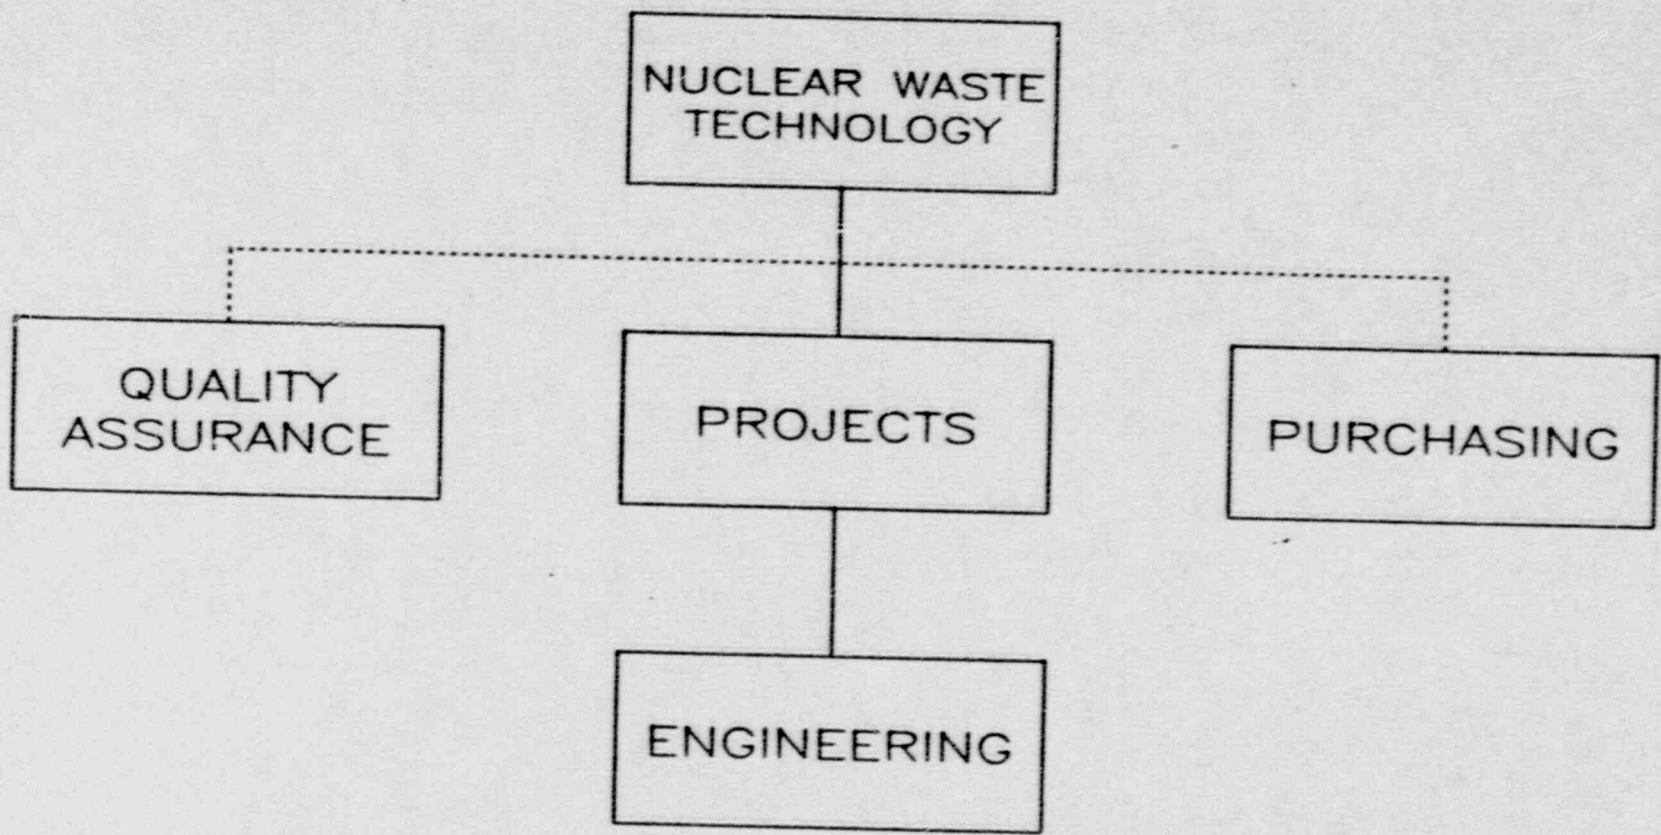 NUCLEAR WASTE
TECHNOLOGY
QUALITY
ASSURANCE
PROJECTS
PURCHASING
ENGINEERING